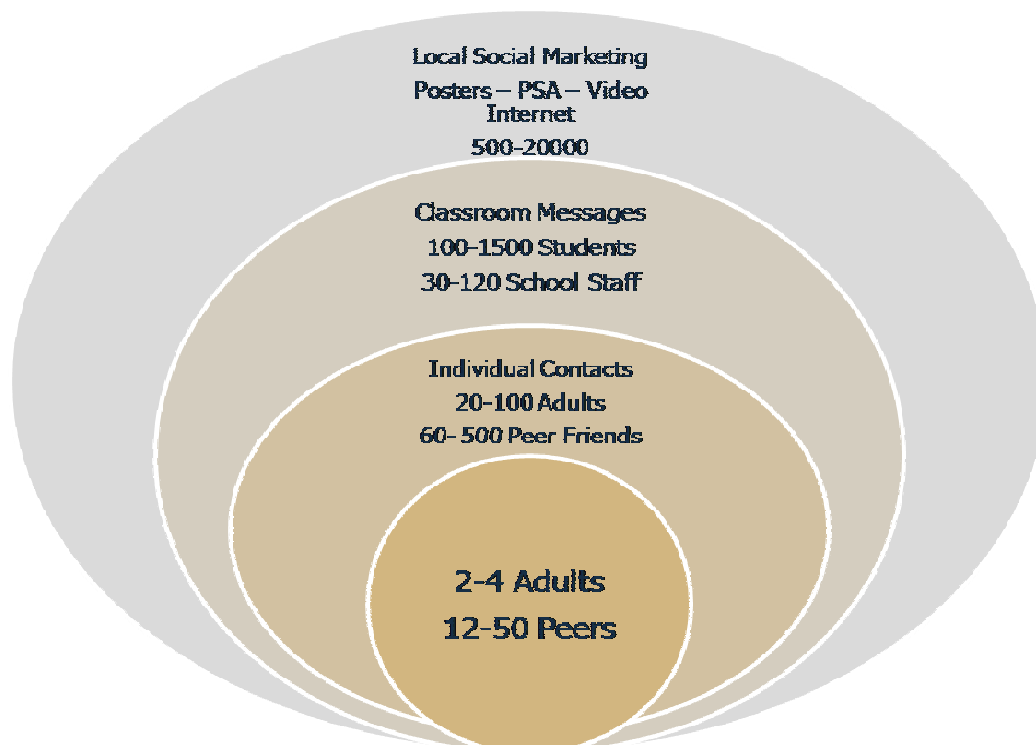 Local Social Marketing
Posters – PSA – Video
Internet
500-20000
Classroom Messages
100-1500 Students
30-120 School Staff
Individual Contacts
20-100 Adults
60- 500 Peer Friends
2-4 Adults
12-50 Peers